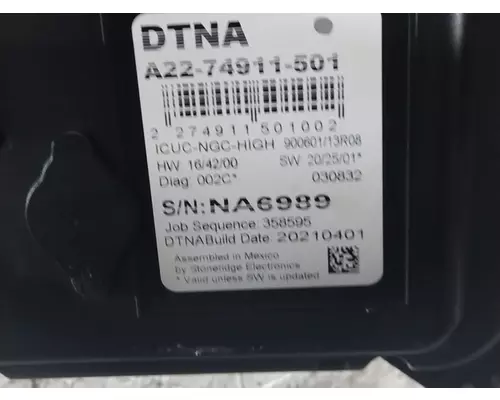 DTNA
A22-74911-501
2 274911 501002
ICUC-NGC-HIGH 900601/13R08
HW 16/42/00 SW 20/25/01*
Diag 002C* 030832
S/N:NA6989
Job Sequence: 358595
DTNABuild Date: 20210401
Assembled in Mexico
by Stoneridge Electronics
* Valid unless SW is updated